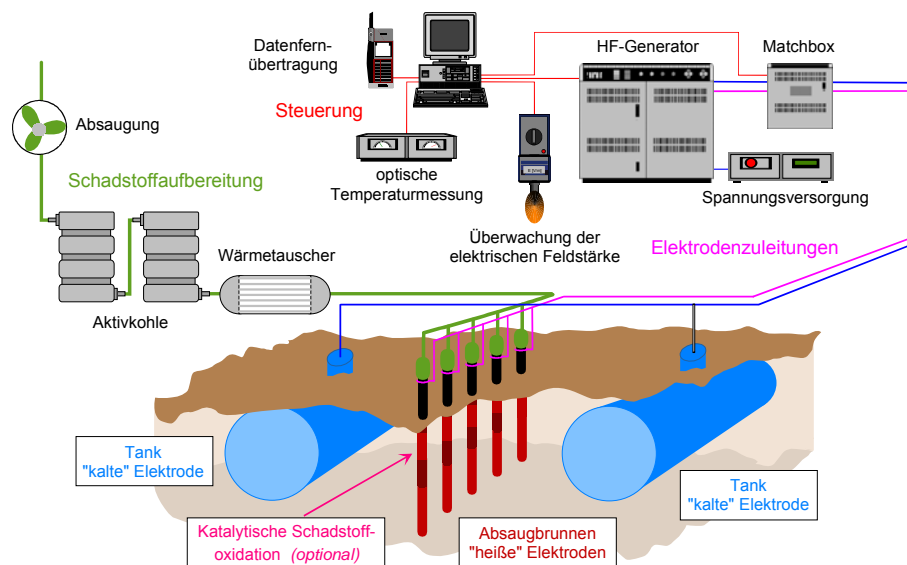 Datenfern-
übertragung
HF-Generator
Matchbox
Absaugung
Steuerung
optische
Temperaturmessung
Spannungsversorgung
Schadstoffaufbereitung
Überwachung der
elektrischen Feldstärke
Elektrodenzuleitungen
Wärmetauscher
Aktivkohle
Tank
"kalte" Elektrode
Tank
"kalte" Elektrode
Katalytische Schadstoff-
oxidation (optional)
Absaugbrunnen
"heiße" Elektroden